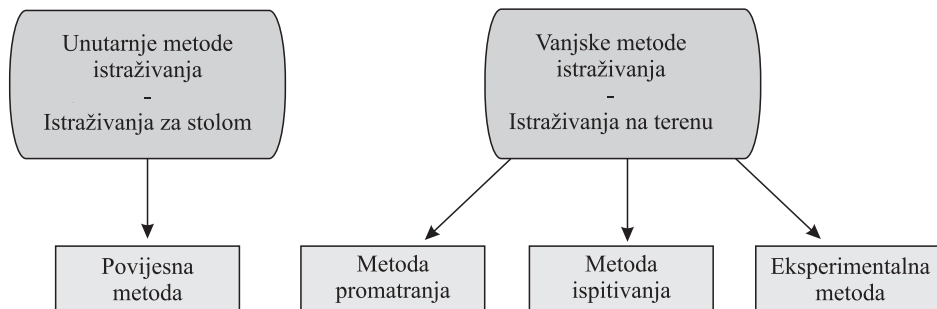 Unutarnje metode
istraživanja
-
Istraživanja za stolom
Vanjske metode
istraživanja
-
Istraživanja na terenu
Povijesna
metoda
Metoda
promatranja
Metoda
ispitivanja
Eksperimentalna
metoda